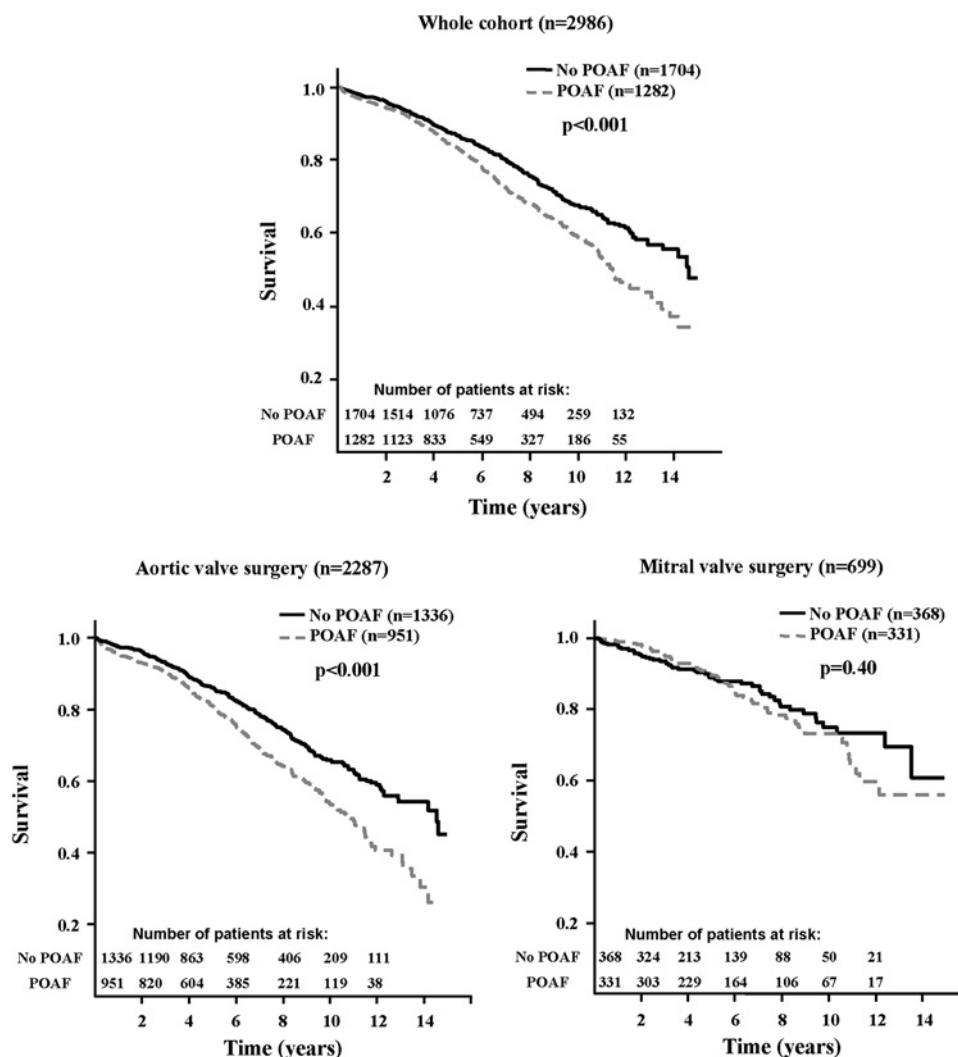 Whole cohort (n=2986)
No POAF (n=1704)
POAF (n=1282)
p<0.001
1.0
0.8
0.6
0.4
0.2
Survival
Number of patients at risk:
No POAF 1704 1514 1076 737 494 259 132
POAF 1282 1123 833 549 327 186 55
2 4 6 8 10 12 14
Time (years)
Aortic valve surgery (n=2287)
No POAF (n=1336)
POAF (n=951)
p<0.001
1.0
0.8
0.6
0.4
0.2
Survival
Number of patients at risk:
No POAF 1336 1190 863 598 406 209 111
POAF 951 820 604 385 221 119 38
2 4 6 8 10 12 14
Time (years)
Mitral valve surgery (n=699)
No POAF (n=368)
POAF (n=331)
p=0.40
1.0
0.8
0.6
0.4
0.2
Survival
Number of patients at risk:
No POAF 368 324 213 139 88 50 21
POAF 331 303 229 164 106 67 17
2 4 6 8 10 12 14
Time (years)